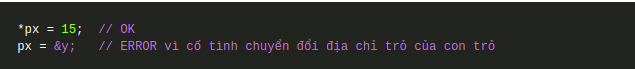 *px = 15;  // OK
px = &y;   // ERROR vì cố tình chuyển đổi địa chỉ trỏ của con trỏ